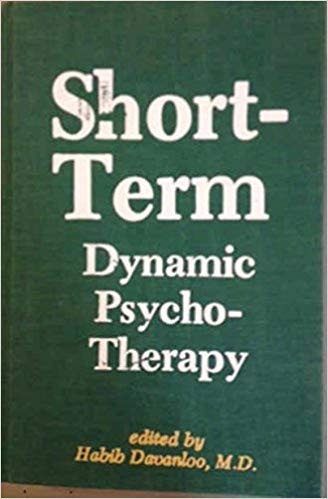 Short-
Term
Dynamic
Psycho-
Therapy
edited by
Habib Davanloo, M.D.